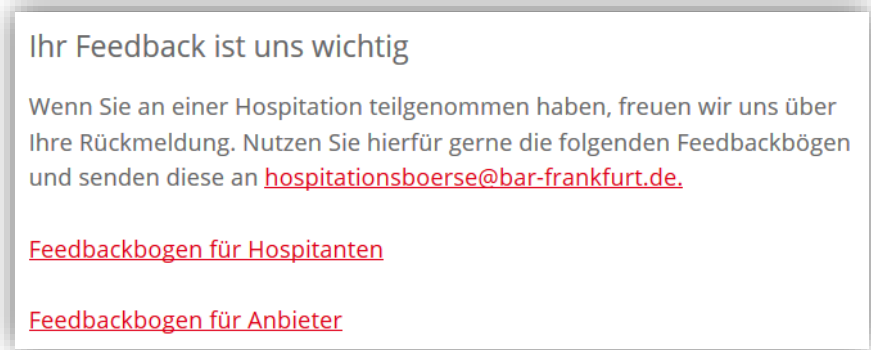 Ihr Feedback ist uns wichtig
Wenn Sie an einer Hospitation teilgenommen haben, freuen wir uns über
Ihre Rückmeldung. Nutzen Sie hierfür gerne die folgenden Feedbackbögen
und senden diese an hospitationsboerse@bar-frankfurt.de.
Feedbackbogen für Hospitanten
Feedbackbogen für Anbieter